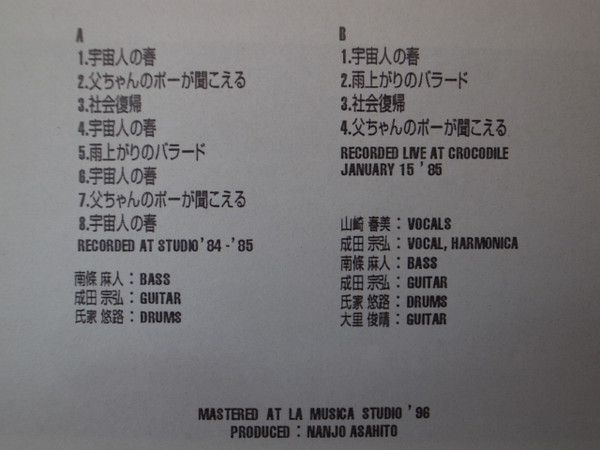 A
1.宇宙人の春
2.父ちゃんのポーが聞こえる
3.社会復帰
4.宇宙人の春
5.雨上がりのバラード
6.宇宙人の春
7.父ちゃんのポーが聞こえる
8.宇宙人の春
RECORDED AT STUDIO'84-'85
南條 麻人：BASS
成田 宗弘：GUITAR
氏家 悠路：DRUMS
B
1.宇宙人の春
2.雨上がりのバラード
3.社会復帰
4.父ちゃんのポーが聞こえる
RECORDED LIVE AT CROCODILE
JANUARY 15 '85
山崎 春美：VOCALS
成田 宗弘：VOCAL, HARMONICA
南條 麻人：BASS
成田 宗弘：GUITAR
氏家 悠路：DRUMS
大里 俊晴：GUITAR
MASTERED AT LA MUSICA STUDIO '96
PRODUCED：NANJO ASAHITO